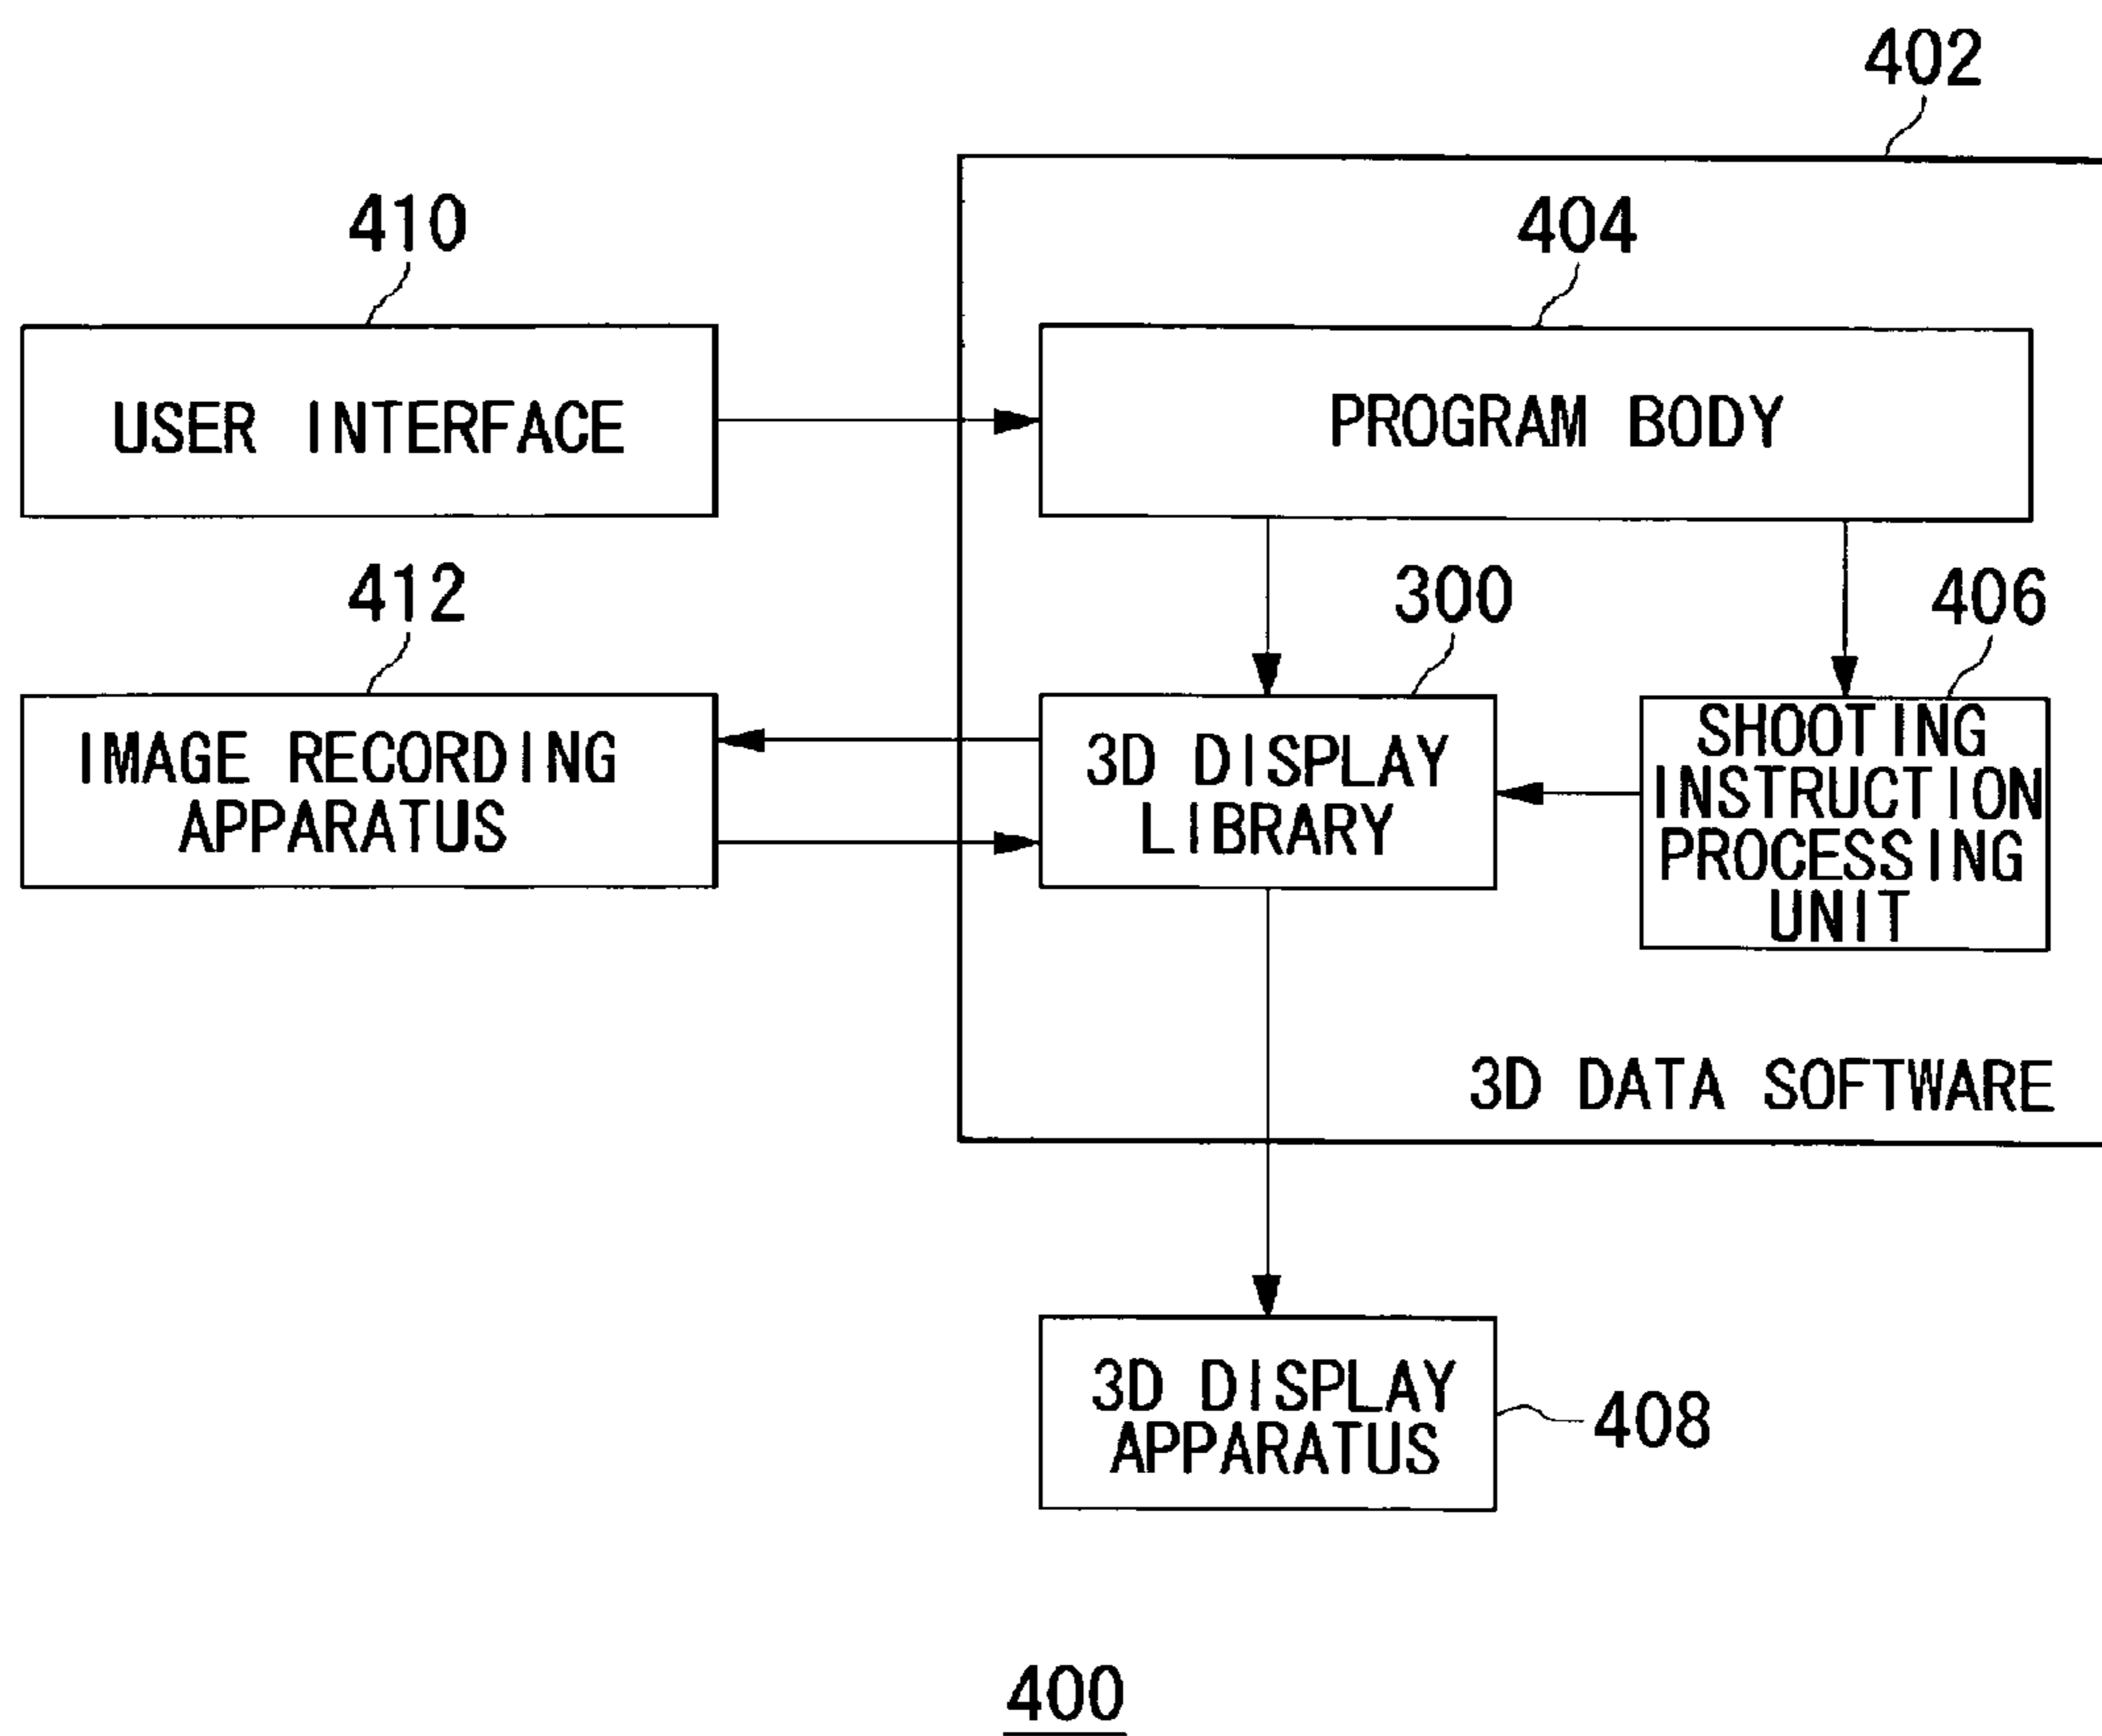 402
410
404
USER INTERFACE
PROGRAM BODY
412
300
406
IMAGE RECORDING
APPARATUS
3D DISPLAY
LIBRARY
SHOOTING
INSTRUCTION
PROCESSING
UNIT
3D DATA SOFTWARE
3D DISPLAY
APPARATUS
408
400